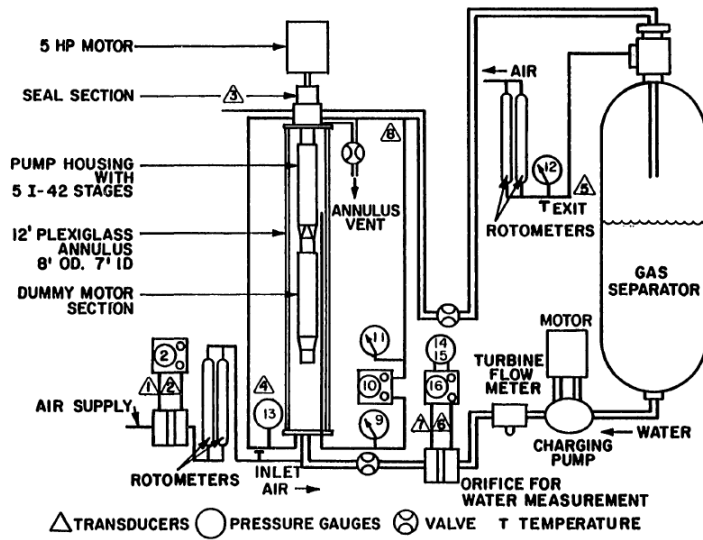 5 HP MOTOR
SEAL SECTION
3
AIR
8
12
5
PUMP HOUSING
WITH
5 I-42 STAGES
ROTOMETERS
T EXIT
ANNULUS
VENT
12' PLEXIGLASS
ANNULUS
8' OD. 7' ID
GAS
SEPARATOR
DUMMY MOTOR
SECTION
MOTOR
11
14
15
2
TURBINE
FLOW
METER
1
2
4
10
16
AIR SUPPLY
13
9
7
6
WATER
CHARGING
PUMP
ROTOMETERS
T
INLET
AIR
ORIFICE FOR
WATER MEASUREMENT
TRANSDUCERS
PRESSURE GAUGES
VALVE
T TEMPERATURE